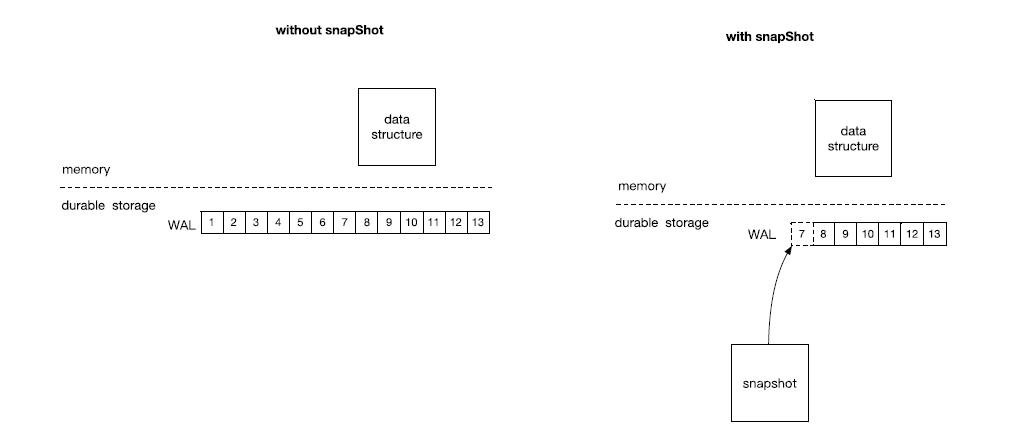 without snapShot
data
structure
memory
durable storage
WAL 1 2 3 4 5 6 7 8 9 10 11 12 13
with snapShot
data
structure
memory
durable storage
WAL 7 8 9 10 11 12 13
snapshot